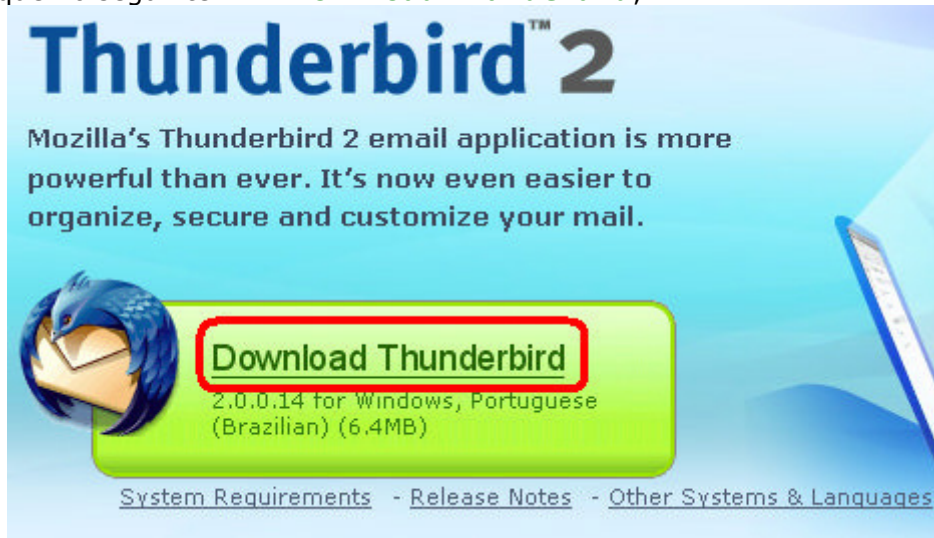 Thunderbird™2
Mozilla's Thunderbird 2 email application is more
powerful than ever. It's now even easier to
organize, secure and customize your mail.
Download Thunderbird
2.0.0.14 for Windows, Portuguese
(Brazilian) (6.4MB)
System Requirements - Release Notes - Other Systems & Languages